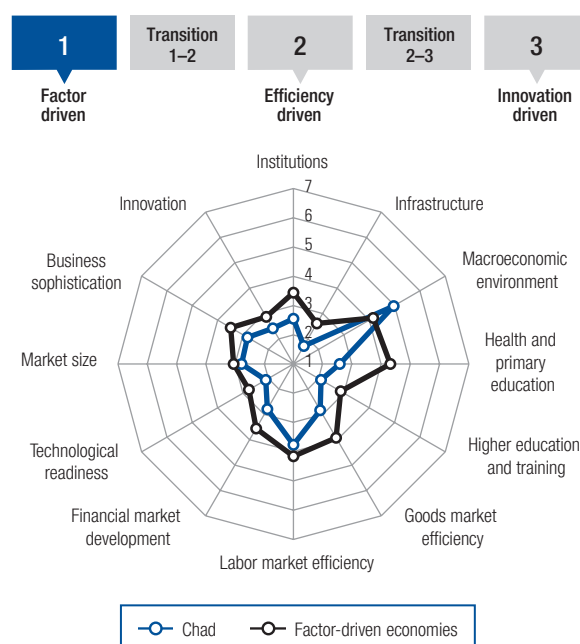 1
Transition
1–2
2
Transition
2–3
3
Factor
driven
Efficiency
driven
Innovation
driven
Institutions
7
6
5
4
3
2
1
Infrastructure
Macroeconomic
environment
Health and
primary
education
Higher education
and training
Goods market
efficiency
Labor market efficiency
Financial market
development
Technological
readiness
Market size
Business
sophistication
Innovation
Chad
Factor-driven economies